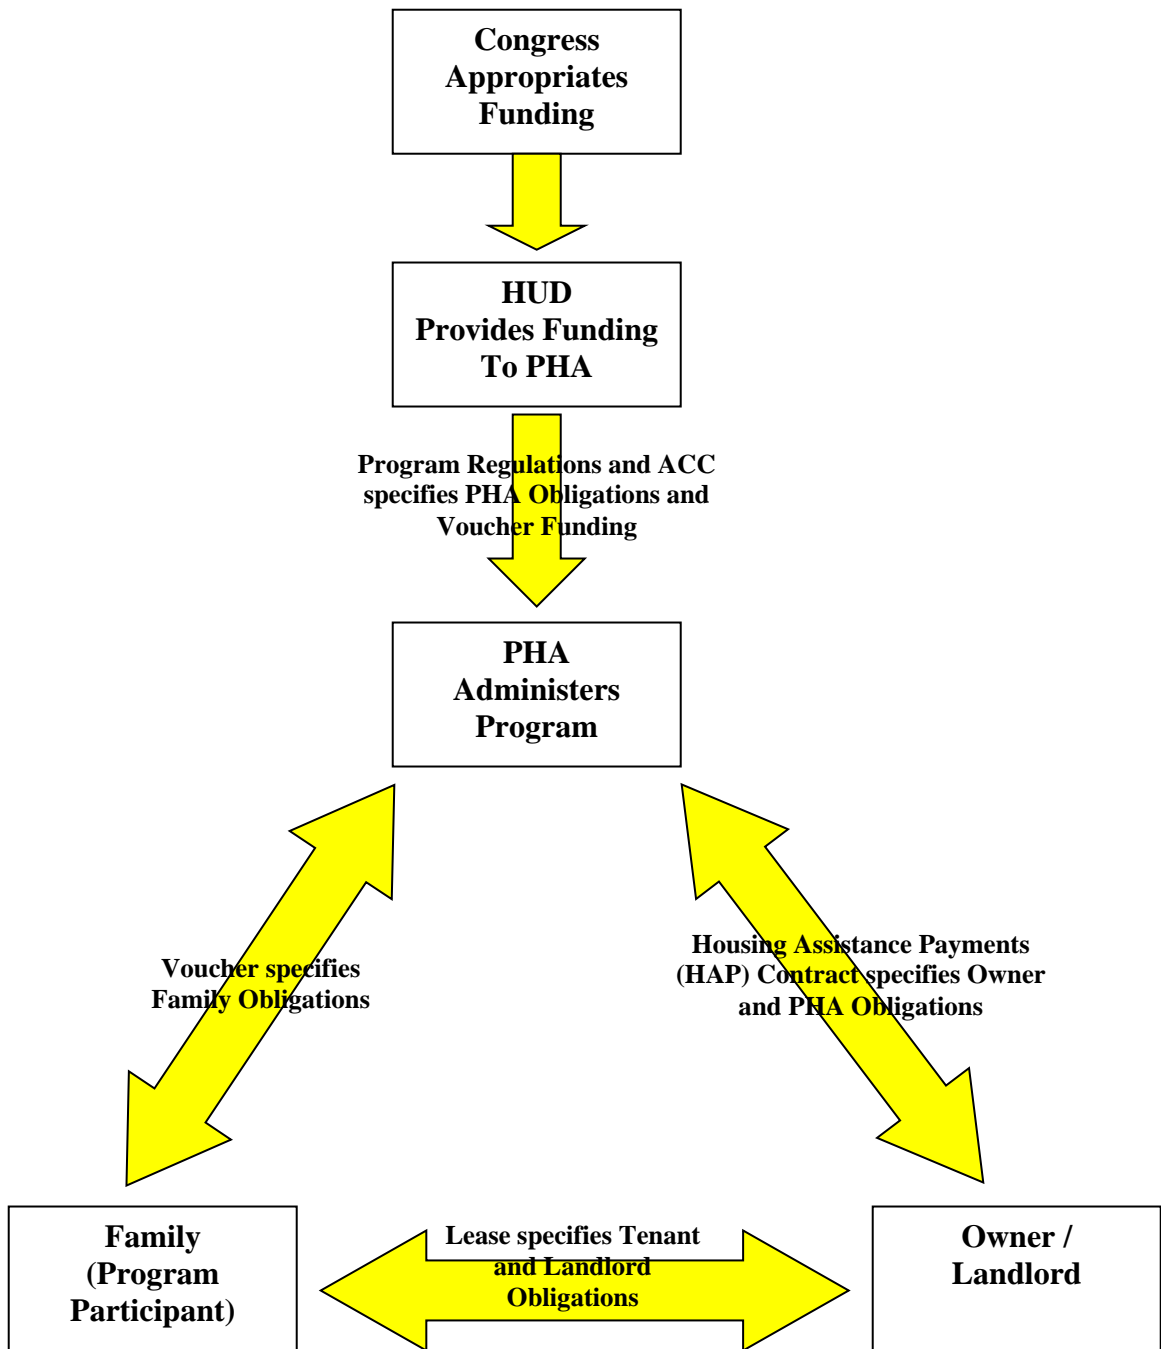 Congress
Appropriates
Funding
HUD
Provides Funding
To PHA
Program Regulations and ACC
specifies PHA Obligations and
Voucher Funding
PHA
Administers
Program
Voucher specifies
Family Obligations
Housing Assistance Payments
(HAP) Contract specifies Owner
and PHA Obligations
Family
(Program
Participant)
Lease specifies Tenant
and Landlord
Obligations
Owner /
Landlord